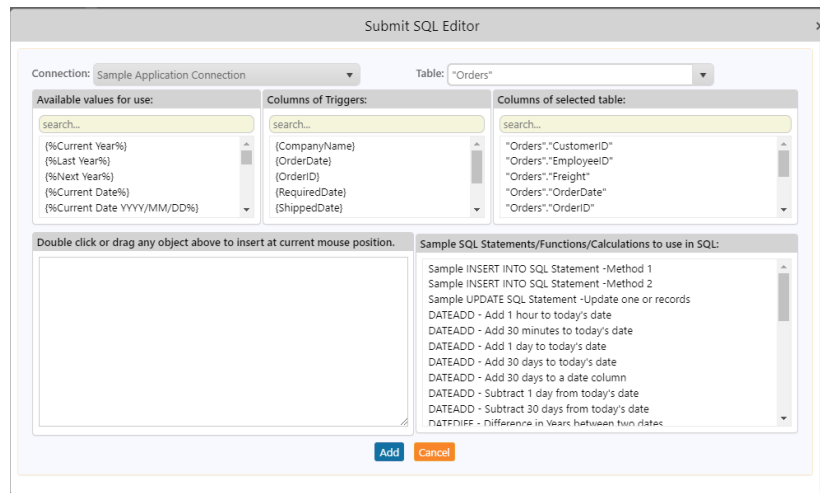 Submit SQL Editor
Connection: Sample Application Connection
Table: "Orders"
Available values for use:
search...
{%Current Year%}
{%Last Year%}
{%Next Year%}
{%Current Date%}
{%Current Date YYYY/MM/DD%}
Columns of Triggers:
search...
{CompanyName}
{OrderDate}
{OrderID}
{RequiredDate}
{ShippedDate}
Columns of selected table:
search...
"Orders"."CustomerID"
"Orders"."EmployeeID"
"Orders"."Freight"
"Orders"."OrderDate"
"Orders"."OrderID"
Double click or drag any object above to insert at current mouse position.
Sample SQL Statements/Functions/Calculations to use in SQL:
Sample INSERT INTO SQL Statement -Method 1
Sample INSERT INTO SQL Statement -Method 2
Sample UPDATE SQL Statement -Update one or records
DATEADD - Add 1 hour to today's date
DATEADD - Add 30 minutes to today's date
DATEADD - Add 1 day to today's date
DATEADD - Add 30 days to today's date
DATEADD - Add 30 days to a date column
DATEADD - Subtract 1 day from today's date
DATEADD - Subtract 30 days from today's date
DATEDIFF - Difference in Years between two dates
Add
Cancel